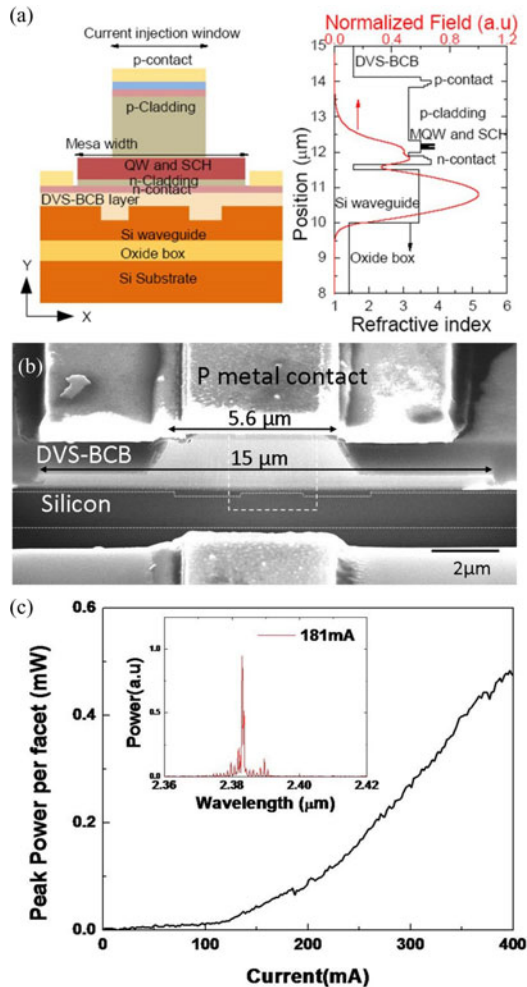 (a)
Current injection window
p-contact
p-Cladding
Mesa width
QW and SCH
n-Cladding
n-contact
DVS-BCB layer
Si waveguide
Oxide box
Si Substrate
Y
X
Normalized Field (a.u)
0.0 0.2 0.4 0.6 0.8 1.0
15
14
13
12
11
10
9
8
Position (μm)
DVS-BCB
p-contact
p-cladding
MQW and SCH
n-contact
Si waveguide
Oxide box
1 2 3 4 5 6
Refractive index
(b)
P metal contact
5.6 μm
DVS-BCB
15 μm
Silicon
2μm
(c)
0.6
0.4
0.2
0.0
Peak Power per facet (mW)
181mA
1.0
0.5
0.0
Power(a.u)
2.36 2.38 2.40 2.42
Wavelength (μm)
0 100 200 300 400
Current(mA)